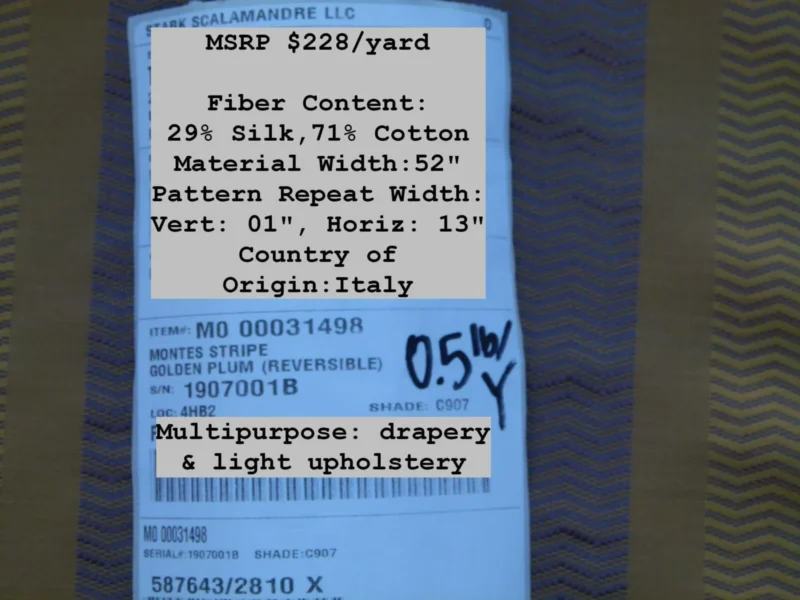 STARK SCALAMANDRE LLC
MSRP $228/yard
Fiber Content:
29% Silk,71% Cotton
Material Width:52"
Pattern Repeat Width:
Vert: 01", Horiz: 13"
Country of
Origin:Italy
ITEM#: M0 00031498
MONTES STRIPE
GOLDEN PLUM (REVERSIBLE)
0.5 lb/
Y
S/N: 1907001B
LOC: 4HB2 SHADE: C907
Multipurpose: drapery
& light upholstery
M0 00031498
SERIAL#:1907001B SHADE:C907
587643/2810 X